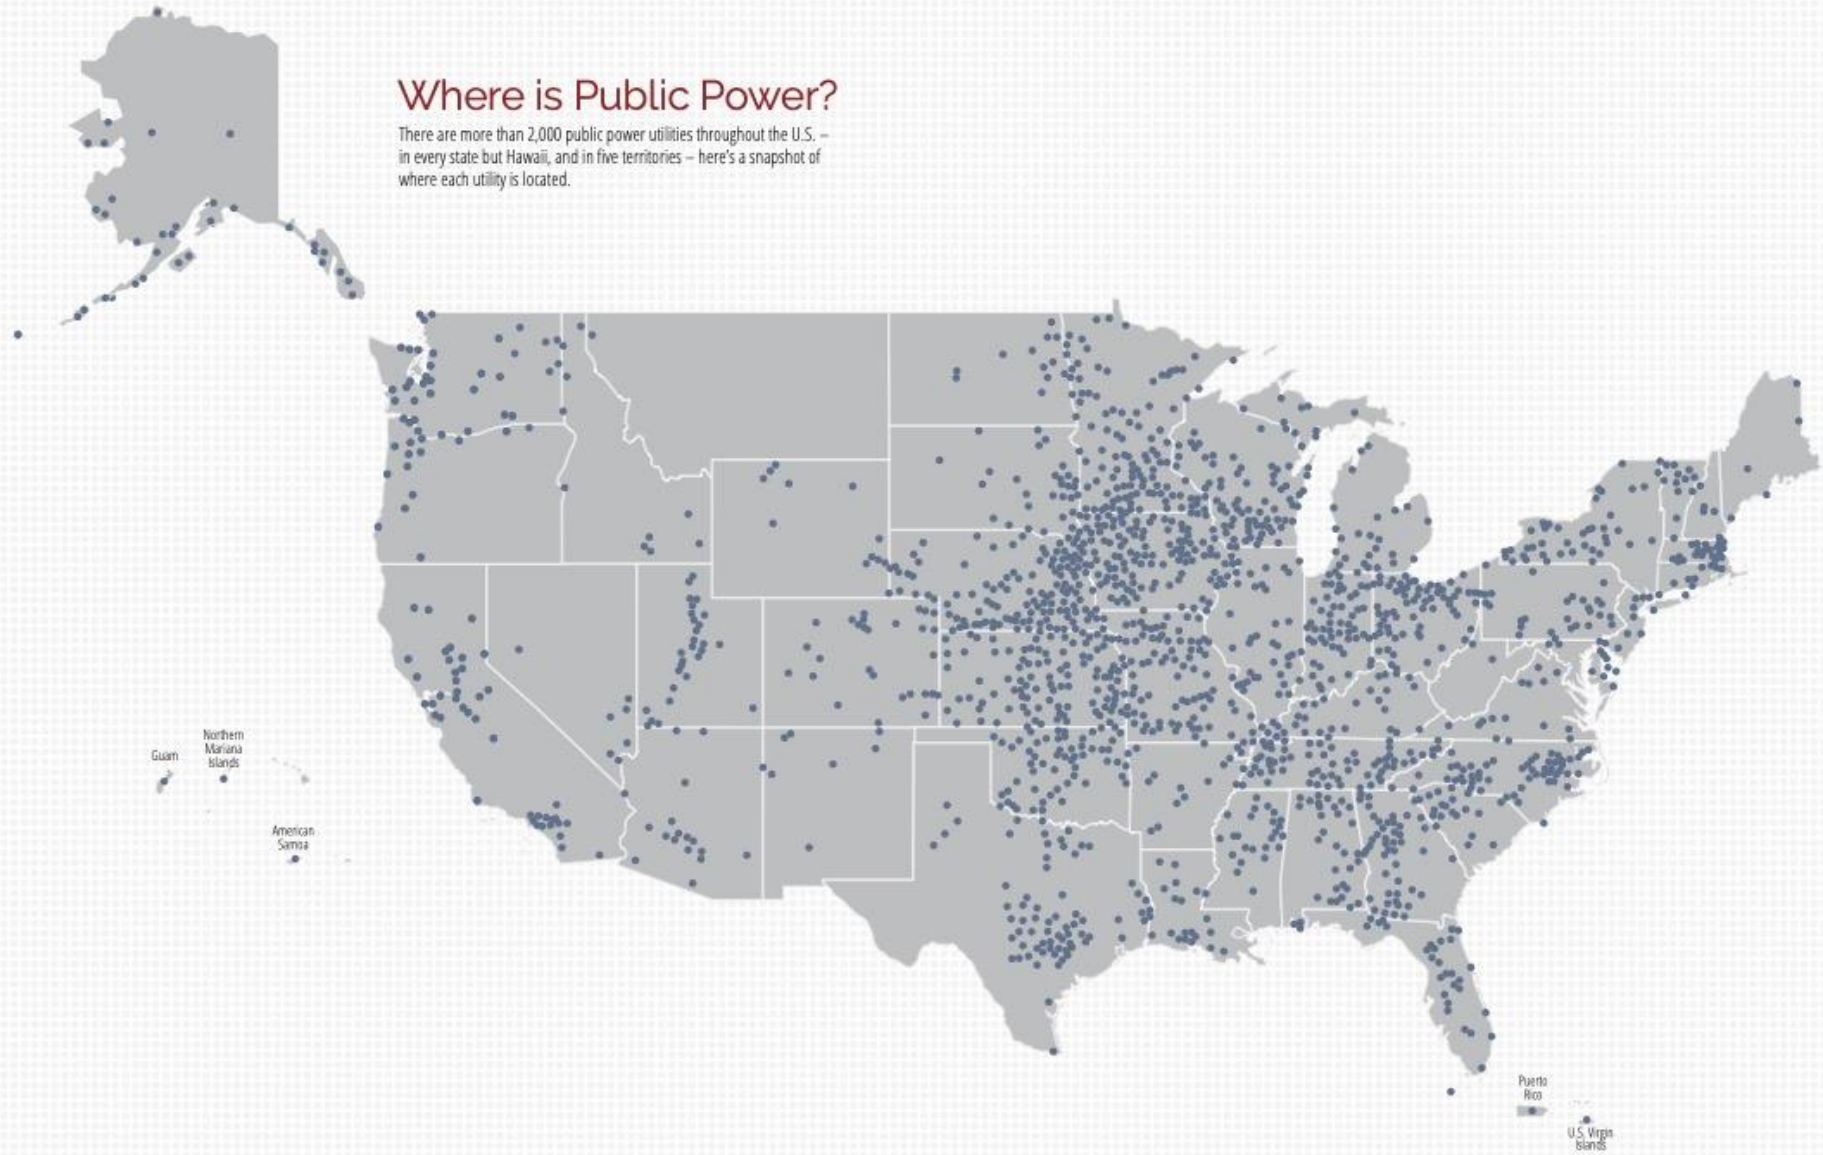 Where is Public Power?
There are more than 2,000 public power utilities throughout the U.S. –
in every state but Hawaii, and in five territories – here's a snapshot of
where each utility is located.
Guam
Northern
Mariana
Islands
American
Samoa
Puerto
Rico
U.S. Virgin
Islands